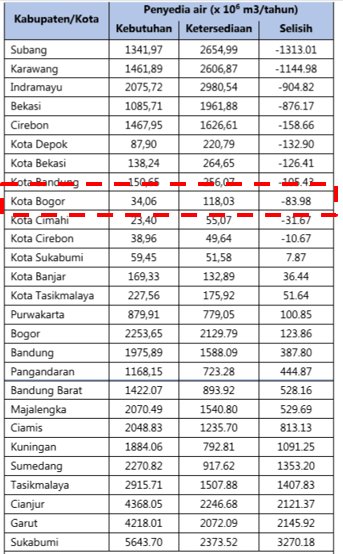 Kabupaten/Kota Penyedia air (x 10⁶ m3/tahun)
Kebutuhan Ketersediaan Selisih
Subang 1341,97 2654,99 -1313.01
Karawang 1461,89 2606,87 -1144.98
Indramayu 2075,72 2980,54 -904.82
Bekasi 1085,71 1961,88 -876.17
Cirebon 1467,95 1626,61 -158.66
Kota Depok 87,90 220,79 -132.90
Kota Bekasi 138,24 264,65 -126.41
Kota Bandung 150,65 256,07 -105.43
Kota Bogor 34,06 118,03 -83.98
Kota Cimahi 23,40 55,07 -31.67
Kota Cirebon 38,96 49,64 -10.67
Kota Sukabumi 59,45 51,58 7.87
Kota Banjar 169,33 132,89 36.44
Kota Tasikmalaya 227,56 175,92 51.64
Purwakarta 879,91 779,05 100.85
Bogor 2253,65 2129.79 123.86
Bandung 1975,89 1588.09 387.80
Pangandaran 1168,15 723.28 444.87
Bandung Barat 1422.07 893.92 528.16
Majalengka 2070.49 1540.80 529.69
Ciamis 2048.83 1235.70 813.13
Kuningan 1884.06 792.81 1091.25
Sumedang 2270.82 917.62 1353.20
Tasikmalaya 2915.71 1507.88 1407.83
Cianjur 4368.05 2246.68 2121.37
Garut 4218.01 2072.09 2145.92
Sukabumi 5643.70 2373.52 3270.18